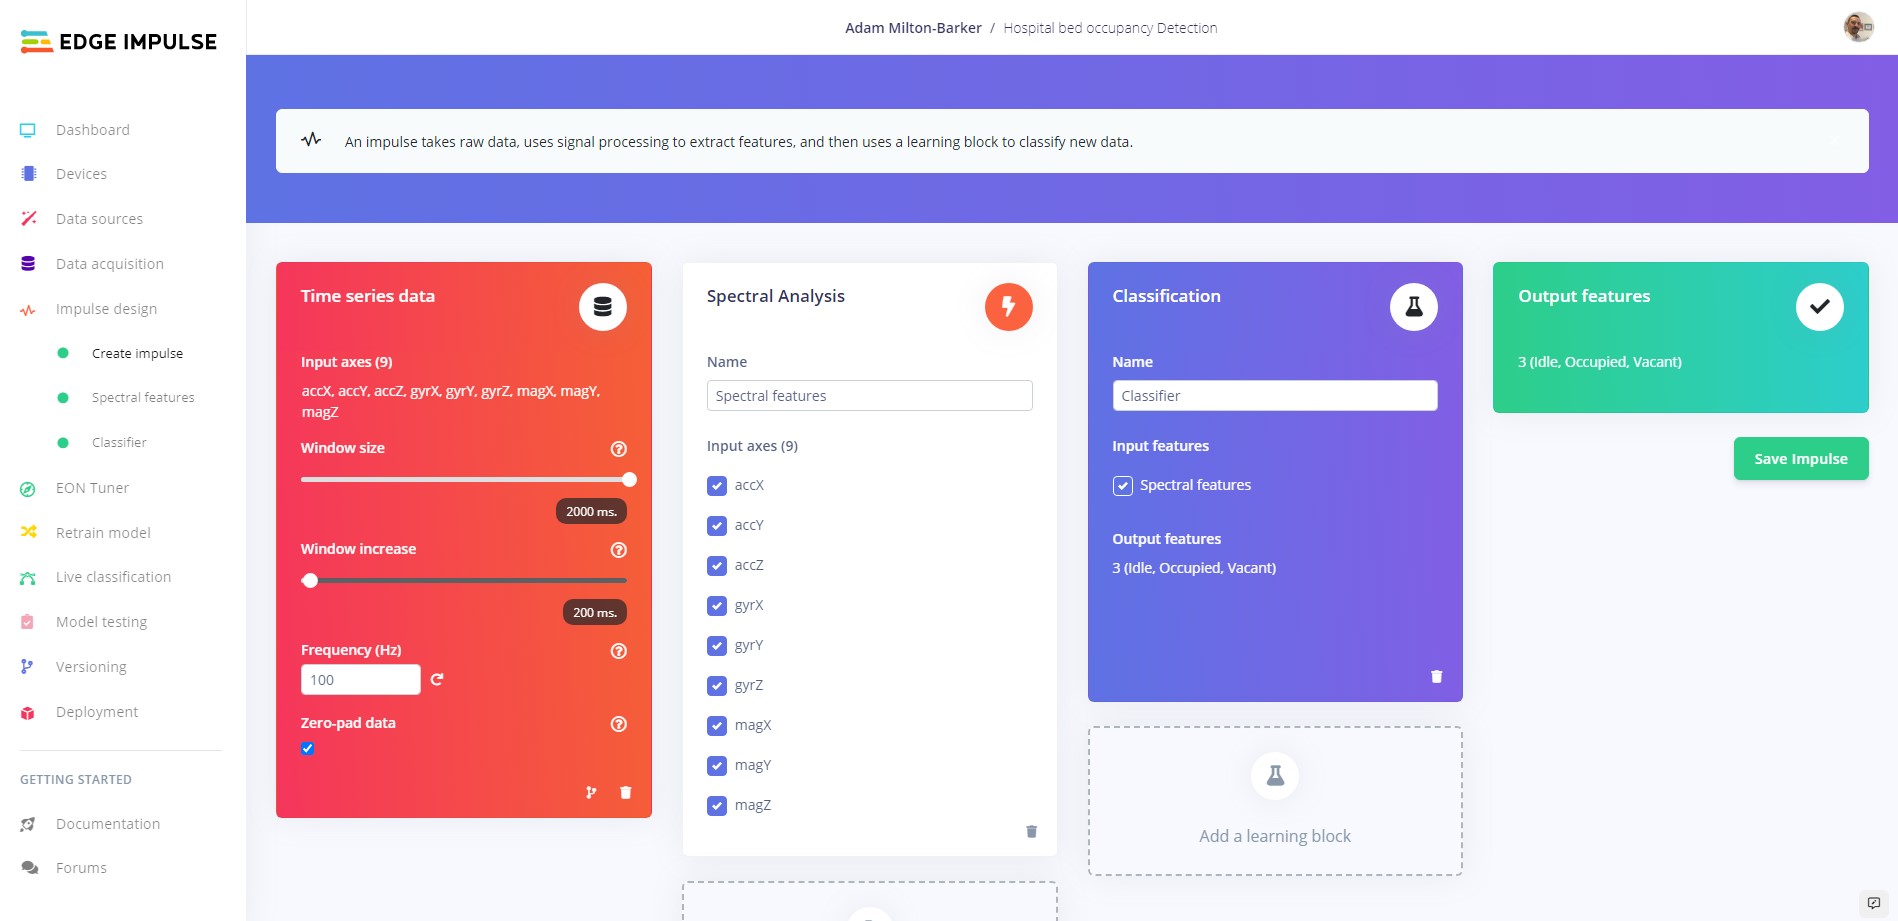 EDGE IMPULSE
Adam Milton-Barker / Hospital bed occupancy Detection
Dashboard
Devices
Data sources
Data acquisition
Impulse design
Create impulse
Spectral features
Classifier
EON Tuner
Retrain model
Live classification
Model testing
Versioning
Deployment
GETTING STARTED
Documentation
Forums
An impulse takes raw data, uses signal processing to extract features, and then uses a learning block to classify new data.
Time series data
Input axes (9)
accX, accY, accZ, gyrX, gyrY, gyrZ, magX, magY,
magZ
Window size
2000 ms.
Window increase
200 ms.
Frequency (Hz)
100
Zero-pad data
Spectral Analysis
Name
Spectral features
Input axes (9)
accX
accY
accZ
gyrX
gyrY
gyrZ
magX
magY
magZ
Classification
Name
Classifier
Input features
Spectral features
Output features
3 (Idle, Occupied, Vacant)
Add a learning block
Output features
3 (Idle, Occupied, Vacant)
Save Impulse